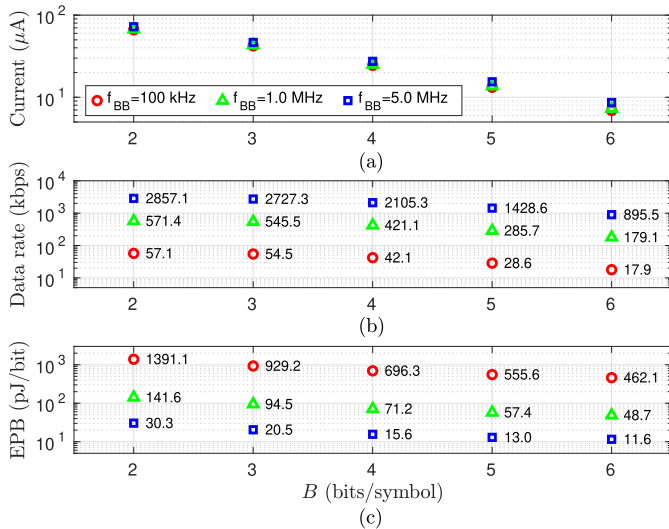 Current (μA)
10^2
10^1
f_BB=100 kHz f_BB=1.0 MHz f_BB=5.0 MHz
2 3 4 5 6
(a)
Data rate (kbps)
10^4
10^3
10^2
10^1
2857.1 2727.3 2105.3 1428.6 895.5
571.4 545.5 421.1 285.7 179.1
57.1 54.5 42.1 28.6 17.9
2 3 4 5 6
(b)
EPB (pJ/bit)
10^3
10^2
10^1
1391.1 929.2 696.3 555.6 462.1
141.6 94.5 71.2 57.4 48.7
30.3 20.5 15.6 13.0 11.6
2 3 4 5 6
B (bits/symbol)
(c)